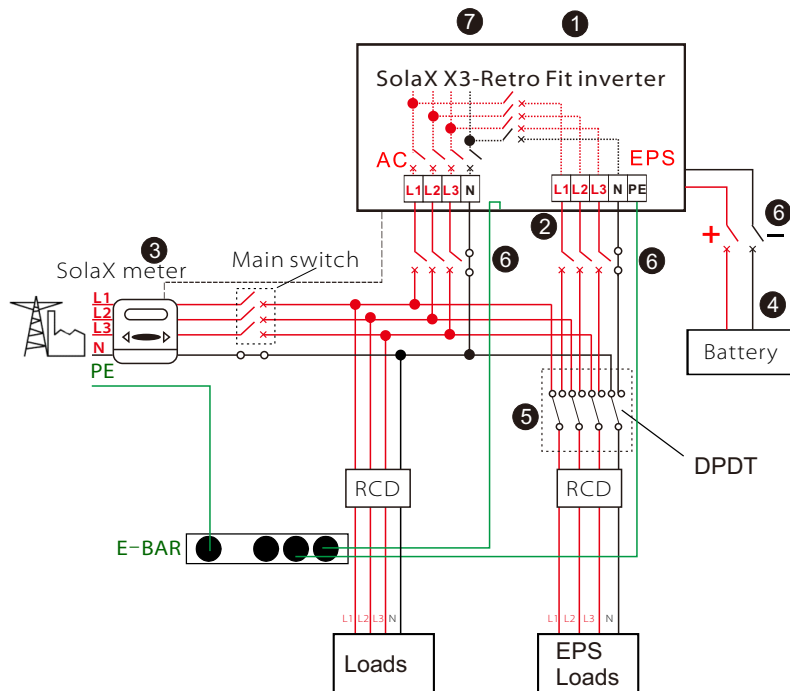 7
1
SolaX X3-Retro Fit inverter
AC
EPS
L1 L2 L3 N
L1 L2 L3 N PE
2
3
6
6
6
+
−
SolaX meter
Main switch
L1
L2
L3
N
PE
4
Battery
5
DPDT
RCD
RCD
E-BAR
L1 L2 L3 N
L1 L2 L3 N
Loads
EPS
Loads